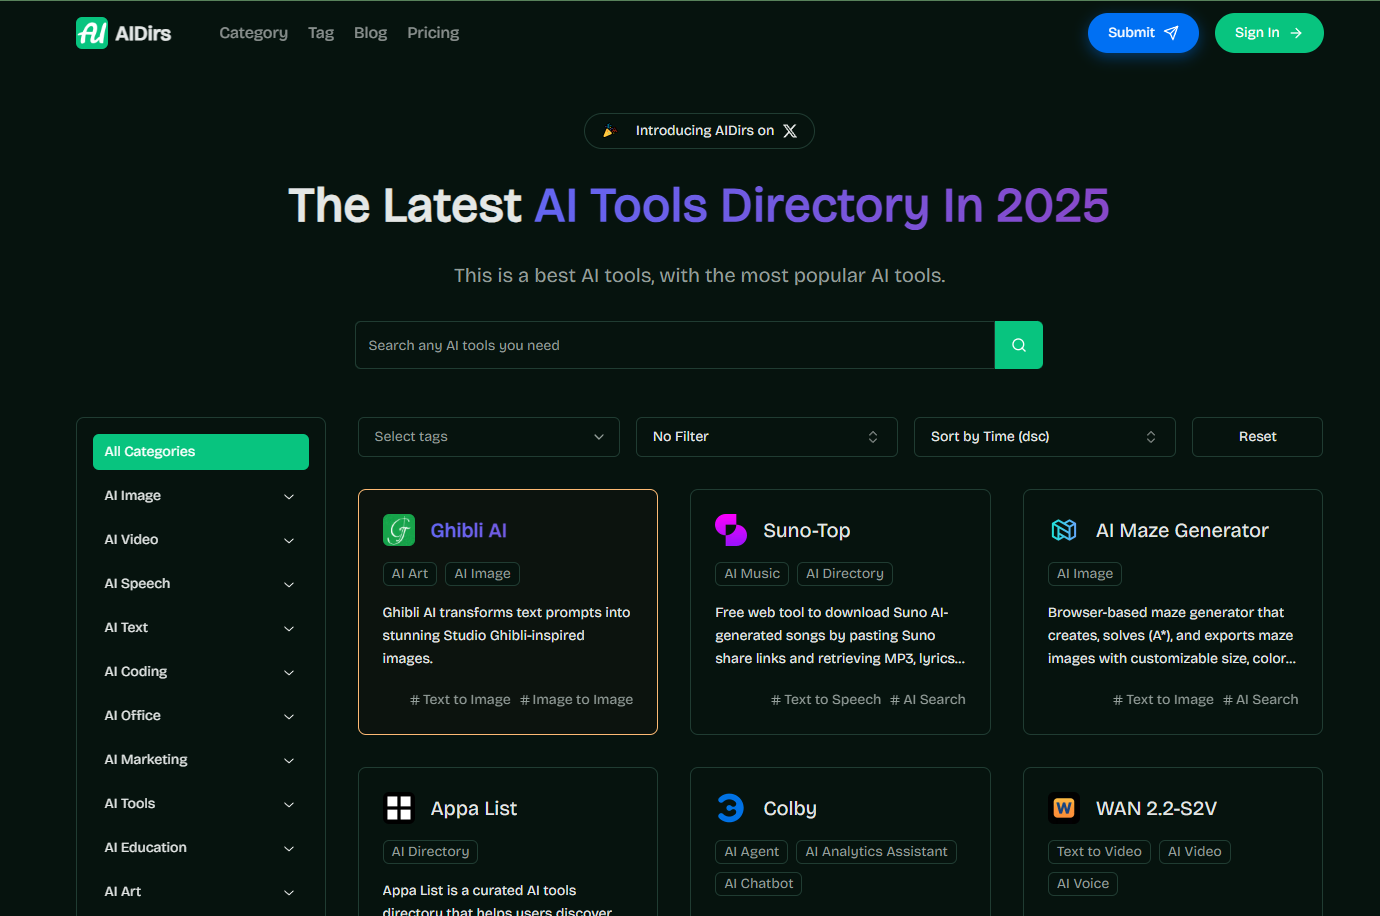 AI AIDirs
Category Tag Blog Pricing
Submit
Sign In
Introducing AIDirs on X
The Latest AI Tools Directory In 2025
This is a best AI tools, with the most popular AI tools.
Search any AI tools you need
All Categories
AI Image
AI Video
AI Speech
AI Text
AI Coding
AI Office
AI Marketing
AI Tools
AI Education
AI Art
Select tags
No Filter
Sort by Time (dsc)
Reset
Ghibli AI
AI Art AI Image
Ghibli AI transforms text prompts into
stunning Studio Ghibli-inspired
images.
# Text to Image # Image to Image
Suno-Top
AI Music AI Directory
Free web tool to download Suno AI-
generated songs by pasting Suno
share links and retrieving MP3, lyrics...
# Text to Speech # AI Search
AI Maze Generator
AI Image
Browser-based maze generator that
creates, solves (A*), and exports maze
images with customizable size, color...
# Text to Image # AI Search
Appa List
AI Directory
Appa List is a curated AI tools
directory that helps users discover
Colby
AI Agent AI Analytics Assistant
AI Chatbot
W WAN 2.2-S2V
Text to Video AI Video
AI Voice